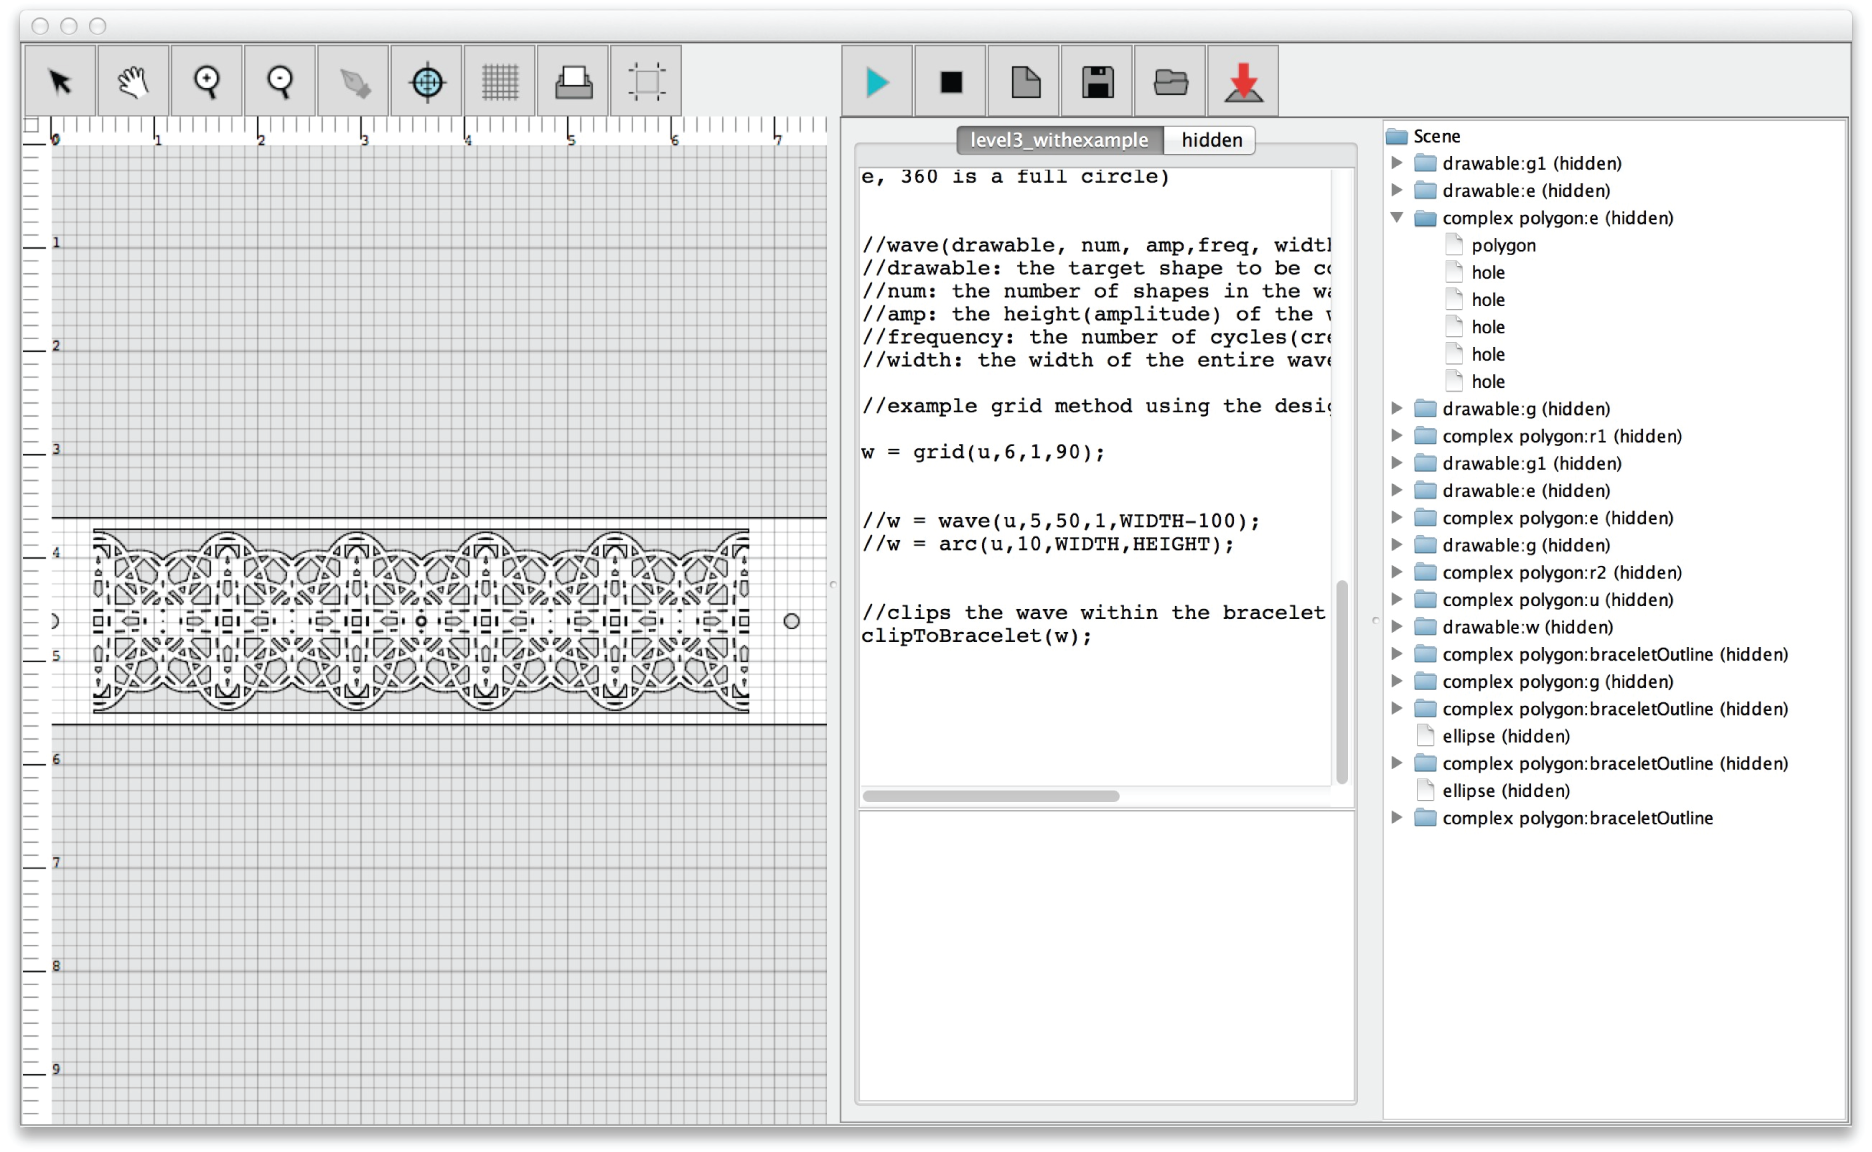 0 1 2 3 4 5 6 7
1
2
3
4
5
6
7
8
9
level3_withexample hidden
e, 360 is a full circle)
//wave(drawable, num, amp,freq, widt
//drawable: the target shape to be c
//num: the number of shapes in the w
//amp: the height(amplitude) of the
//frequency: the number of cycles(cr
//width: the width of the entire wav
//example grid method using the desi
w = grid(u,6,1,90);
//w = wave(u,5,50,1,WIDTH-100);
//w = arc(u,10,WIDTH,HEIGHT);
//clips the wave within the bracelet
clipToBracelet(w);
Scene
drawable:g1 (hidden)
drawable:e (hidden)
complex polygon:e (hidden)
polygon
hole
hole
hole
hole
hole
drawable:g (hidden)
complex polygon:r1 (hidden)
drawable:g1 (hidden)
drawable:e (hidden)
complex polygon:e (hidden)
drawable:g (hidden)
complex polygon:r2 (hidden)
complex polygon:u (hidden)
drawable:w (hidden)
complex polygon:braceletOutline (hidden)
complex polygon:g (hidden)
complex polygon:braceletOutline (hidden)
ellipse (hidden)
complex polygon:braceletOutline (hidden)
ellipse (hidden)
complex polygon:braceletOutline